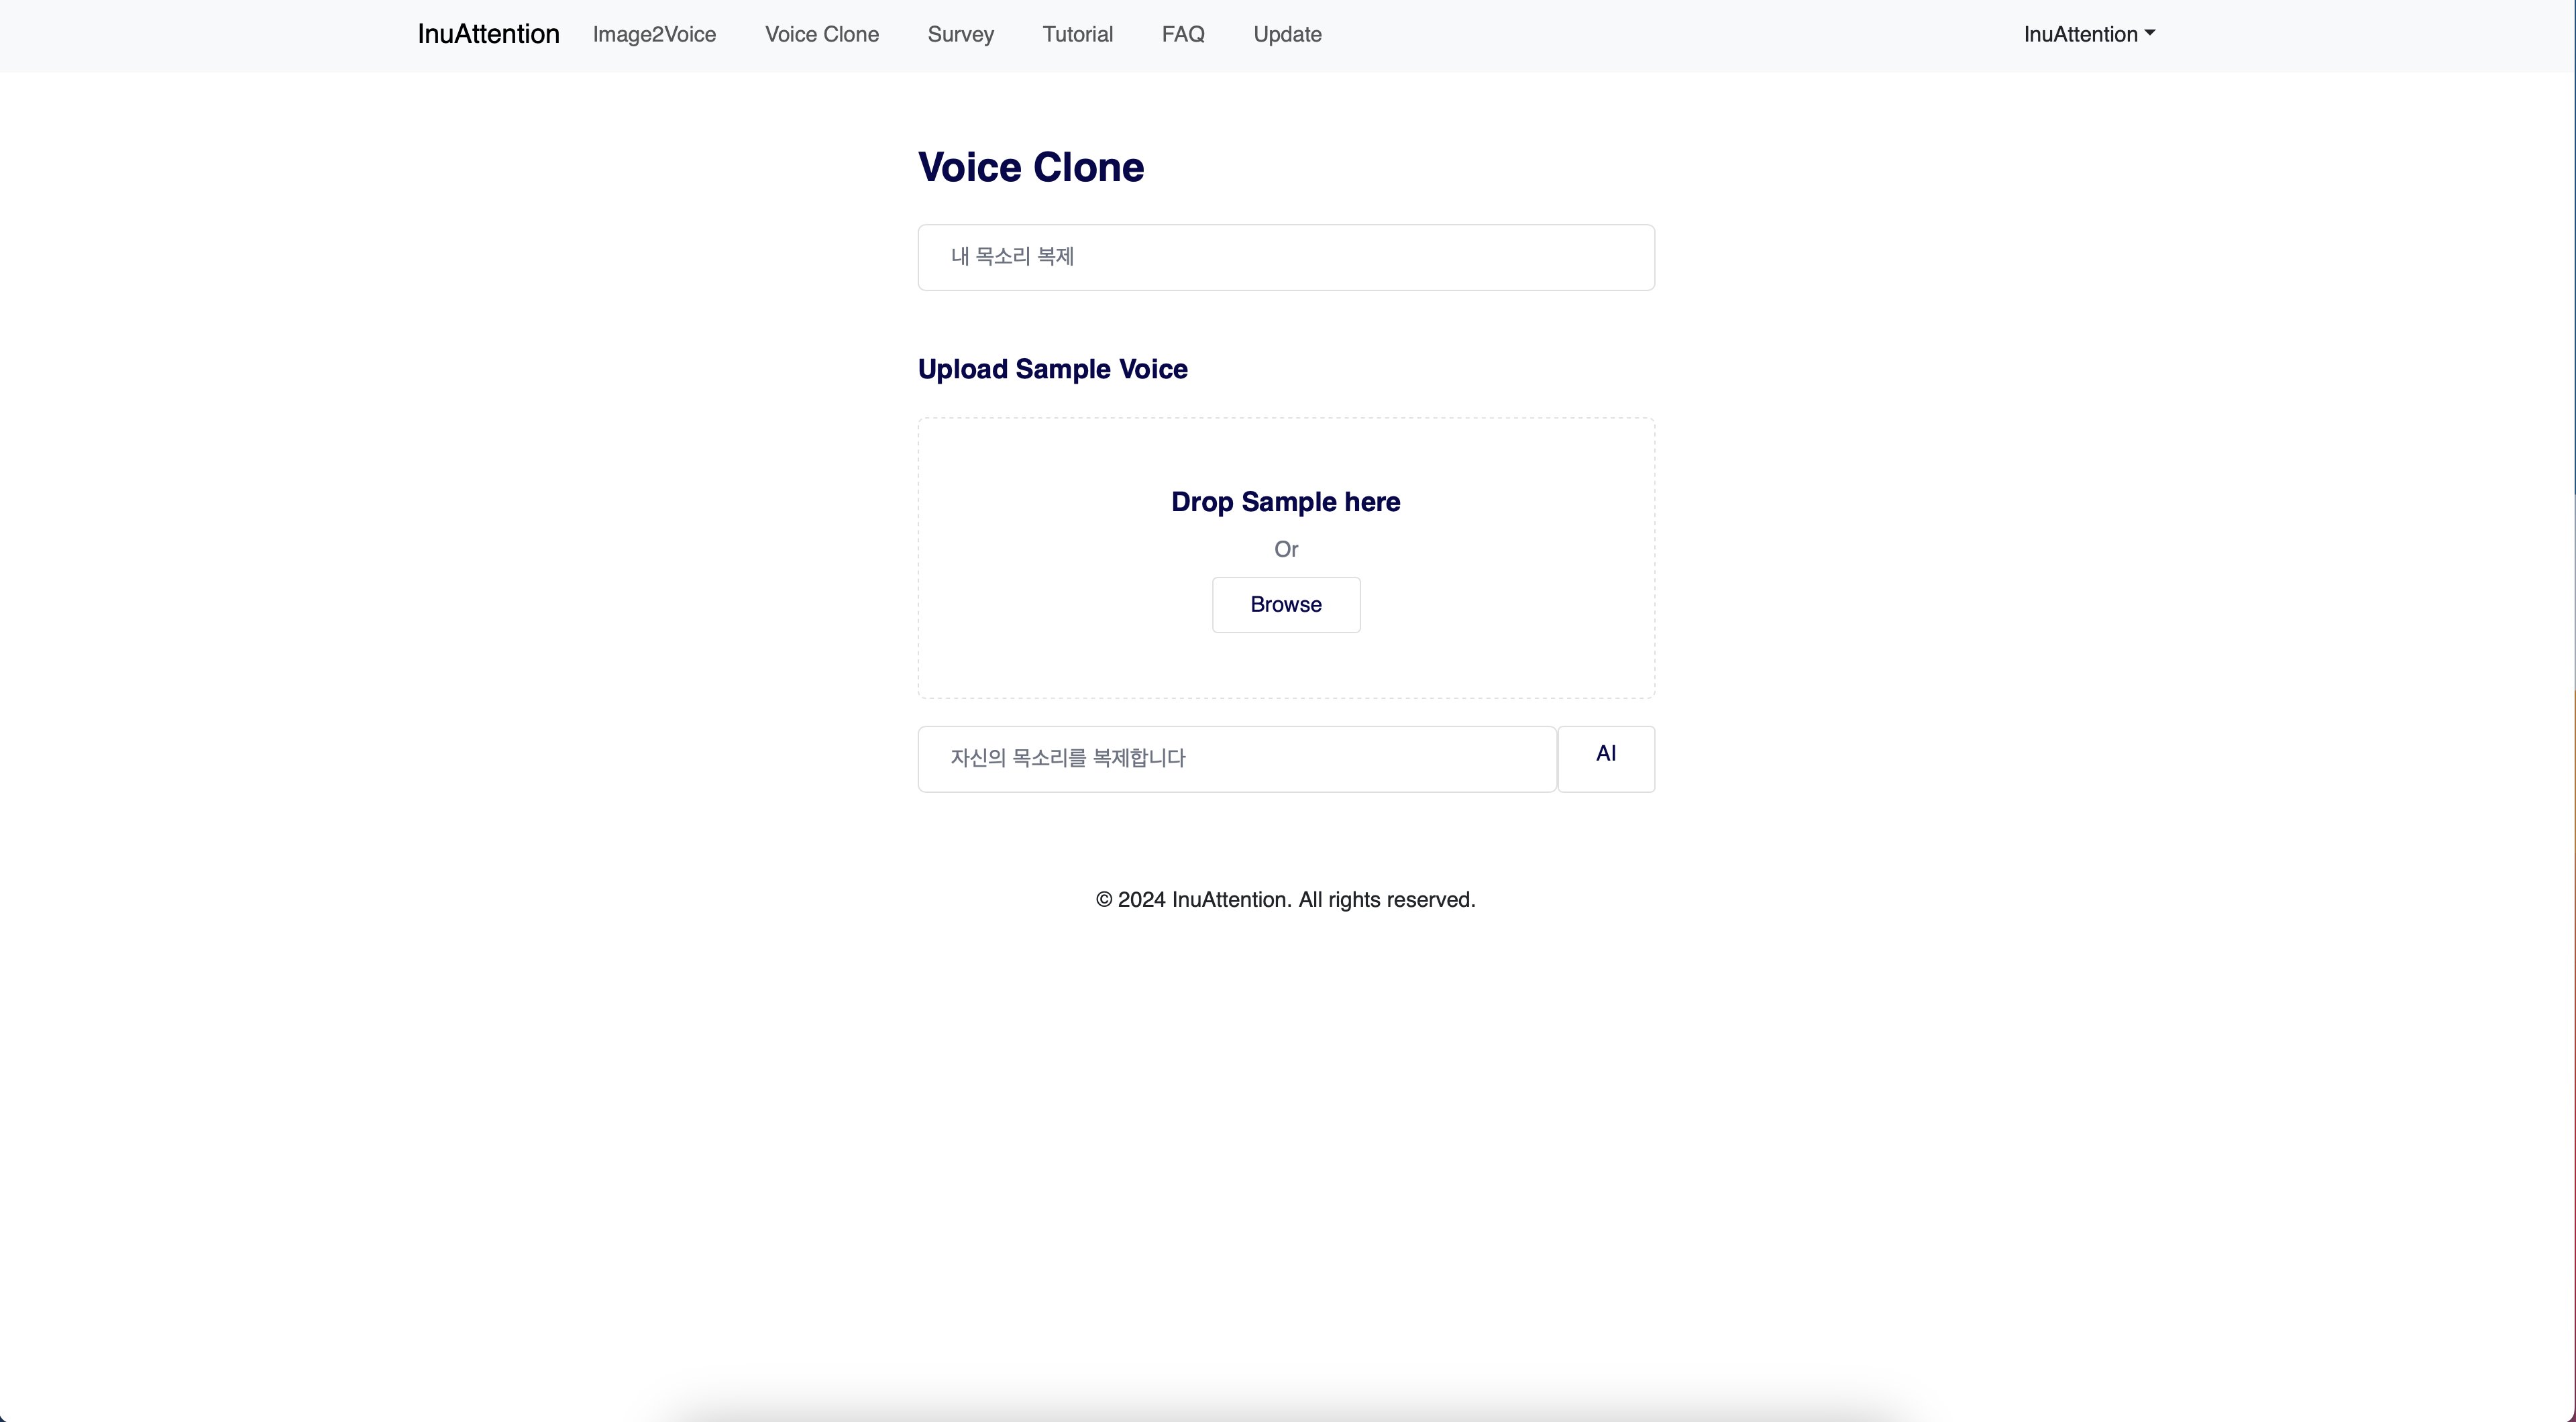 InuAttention Image2Voice Voice Clone Survey Tutorial FAQ Update InuAttention
Voice Clone
내 목소리 복제
Upload Sample Voice
Drop Sample here
Or
Browse
자신의 목소리를 복제합니다 AI
© 2024 InuAttention. All rights reserved.